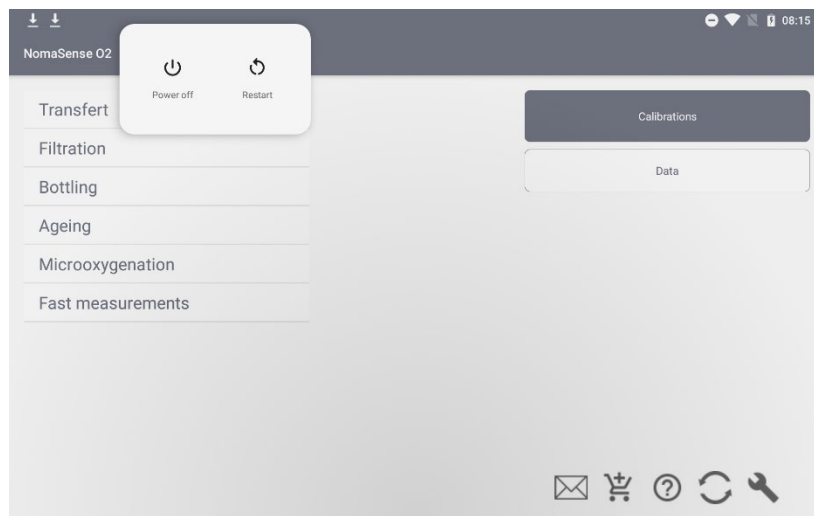 08:15
NomaSense O2
Power off
Restart
Transfert
Filtration
Bottling
Ageing
Microoxygenation
Fast measurements
Calibrations
Data